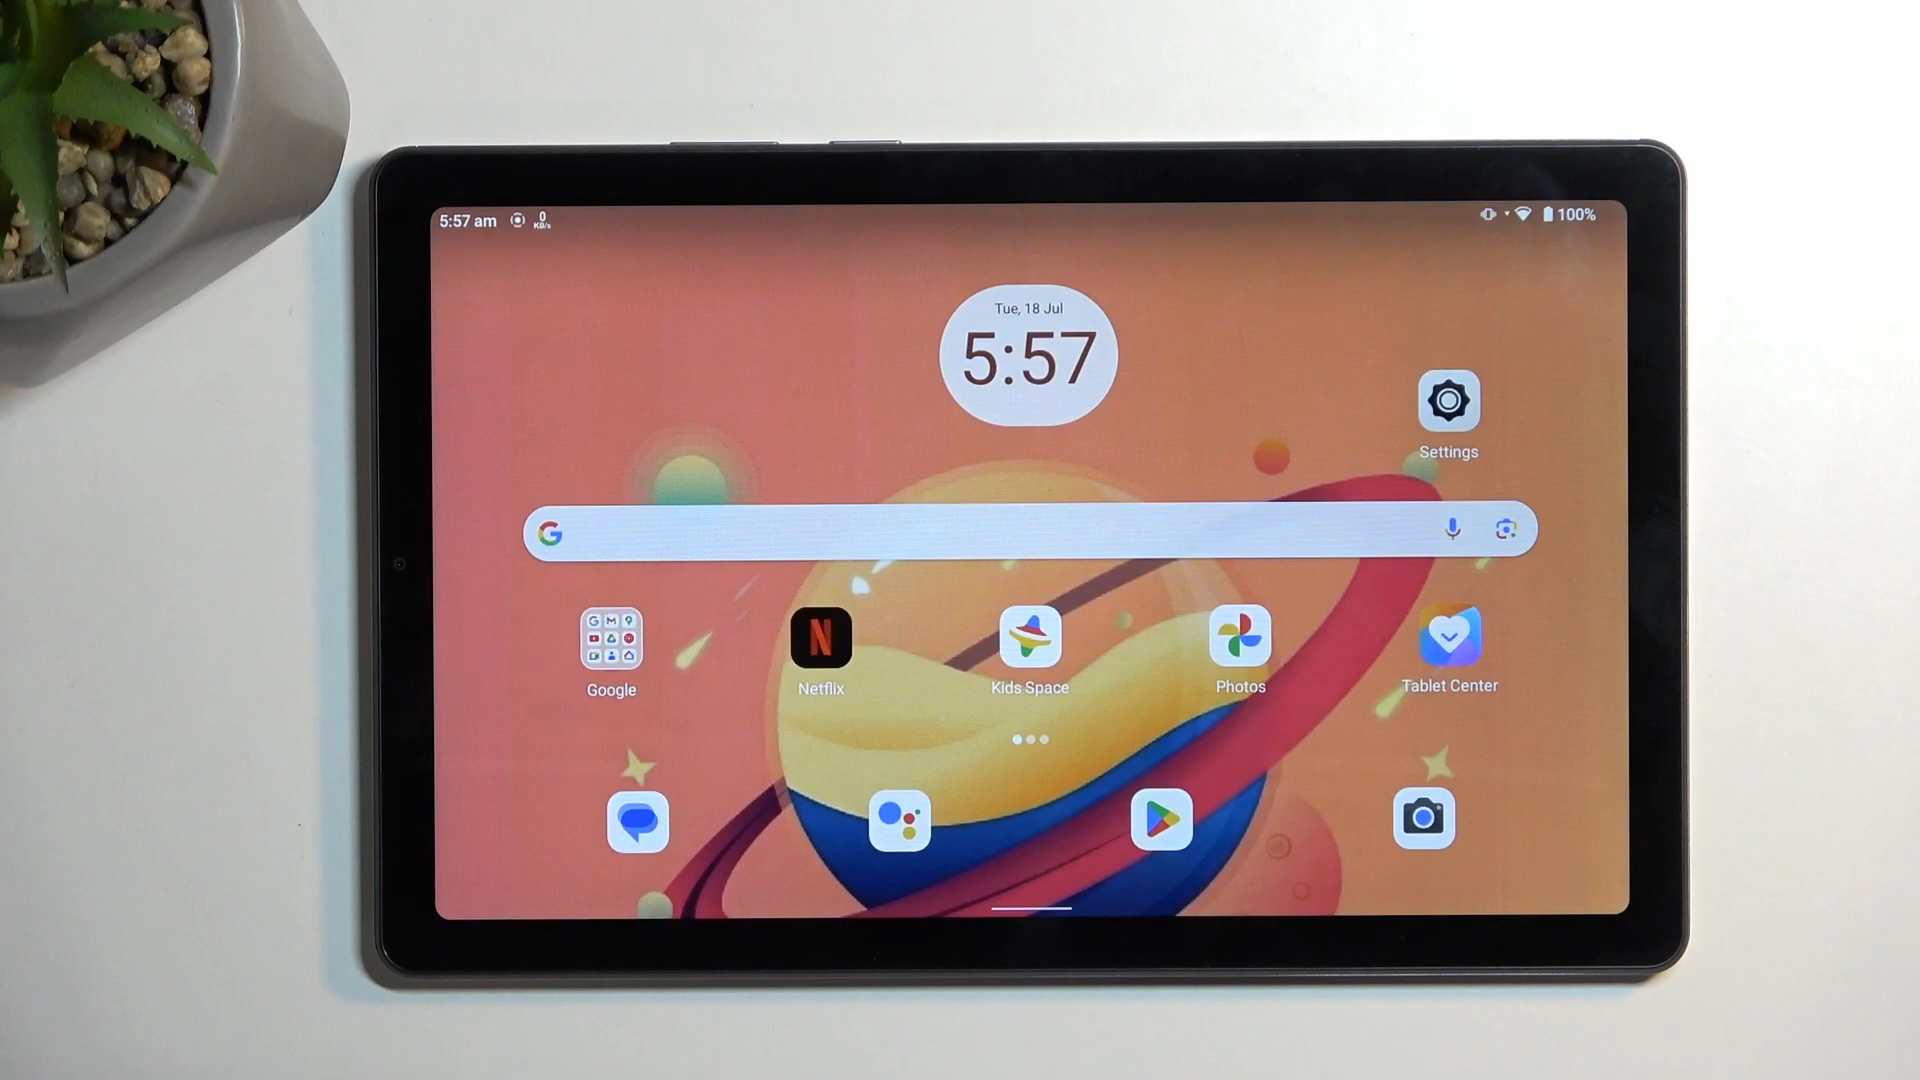 5:57 am 0 KB/s 100%
Tue, 18 Jul
5:57
Settings
G
Google Netflix Kids Space Photos Tablet Center